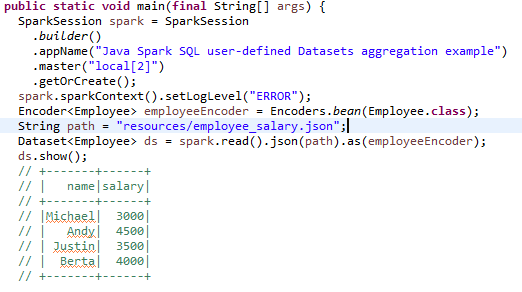 public static void main(final String[] args) {
  SparkSession spark = SparkSession
    .builder()
    .appName("Java Spark SQL user-defined Datasets aggregation example")
    .master("local[2]")
    .getOrCreate();
  spark.sparkContext().setLogLevel("ERROR");
  Encoder<Employee> employeeEncoder = Encoders.bean(Employee.class);
  String path = "resources/employee_salary.json";
  Dataset<Employee> ds = spark.read().json(path).as(employeeEncoder);
  ds.show();
  // +-------+------+
  // |   name|salary|
  // +-------+------+
  // |Michael|  3000|
  // |   Andy|  4500|
  // | Justin|  3500|
  // |  Berta|  4000|
  // +-------+------+